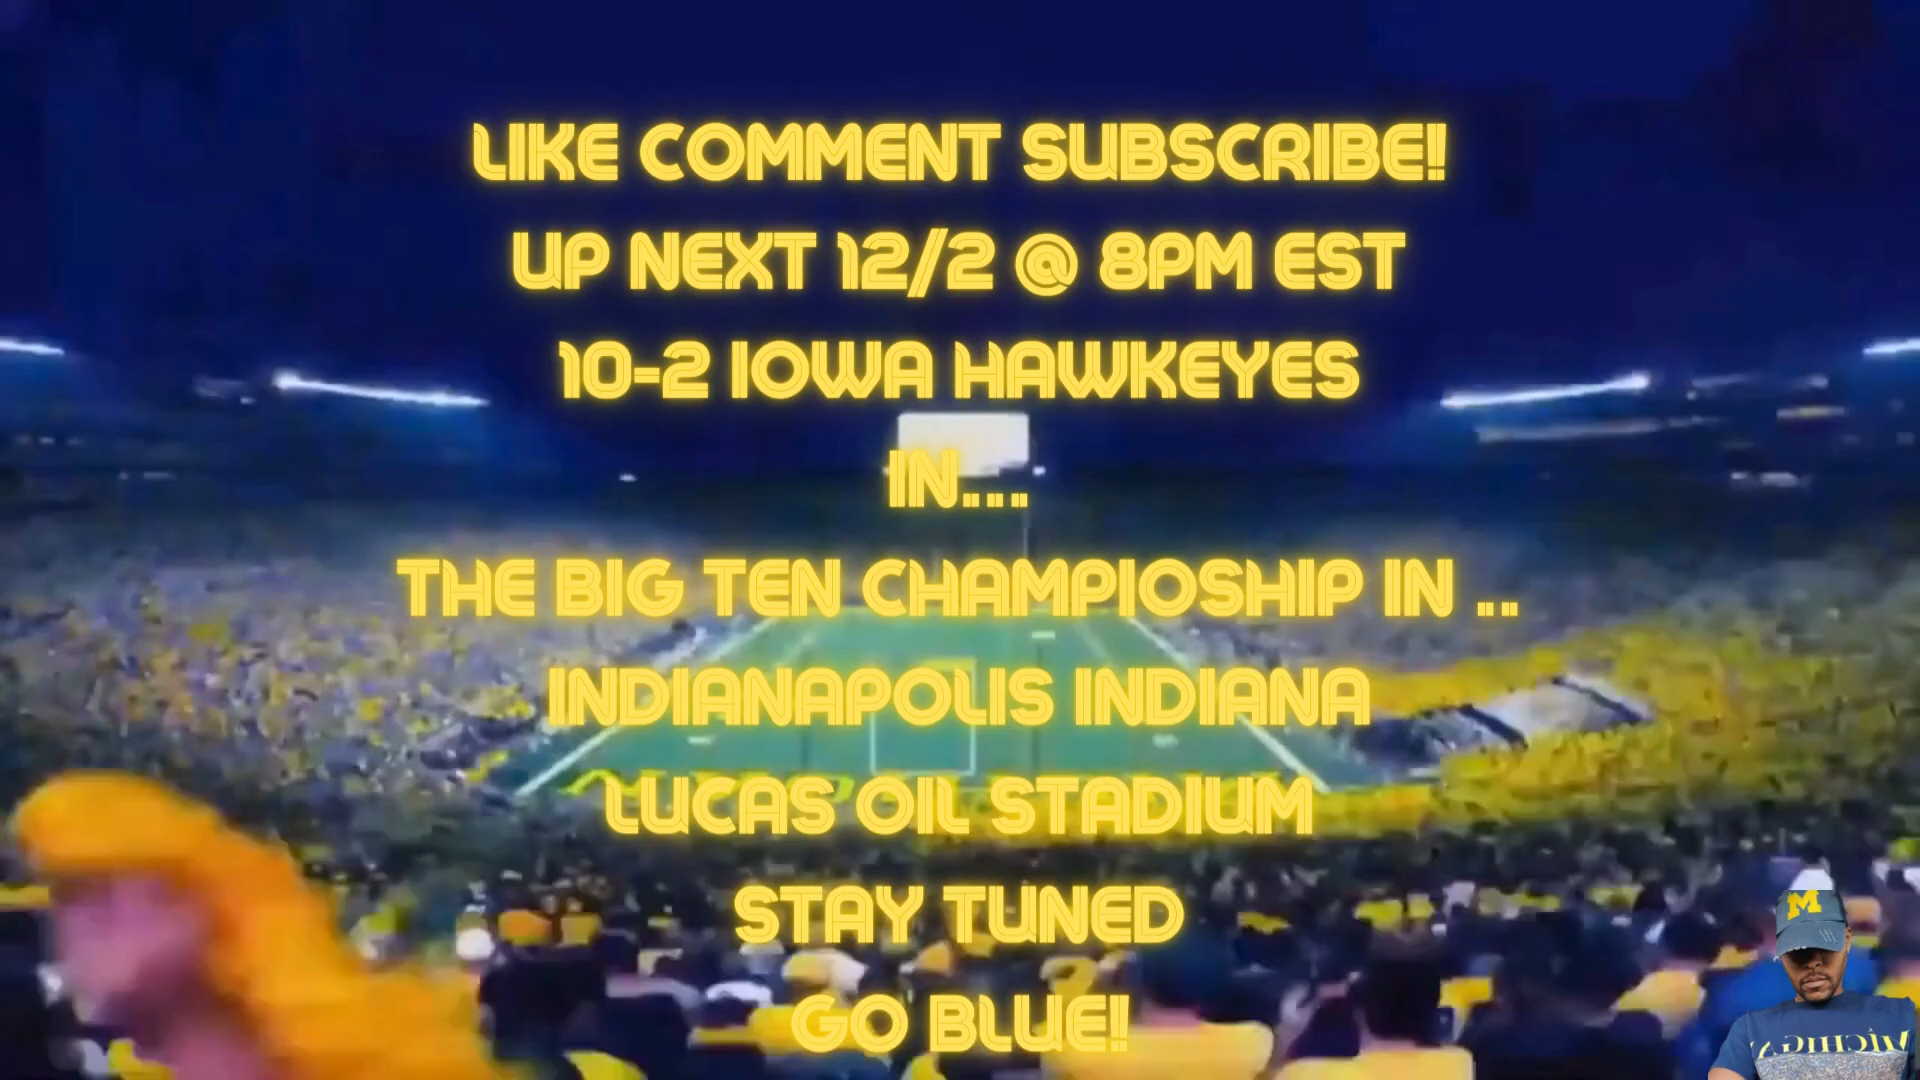 LIKE COMMENT SUBSCRIBE!
UP NEXT 12/2 @ 8PM EST
10-2 IOWA HAWKEYES
IN....
THE BIG TEN CHAMPIOSHIP IN ..
INDIANAPOLIS INDIANA
LUCAS OIL STADIUM
STAY TUNED
GO BLUE!!
M
MICHIGA